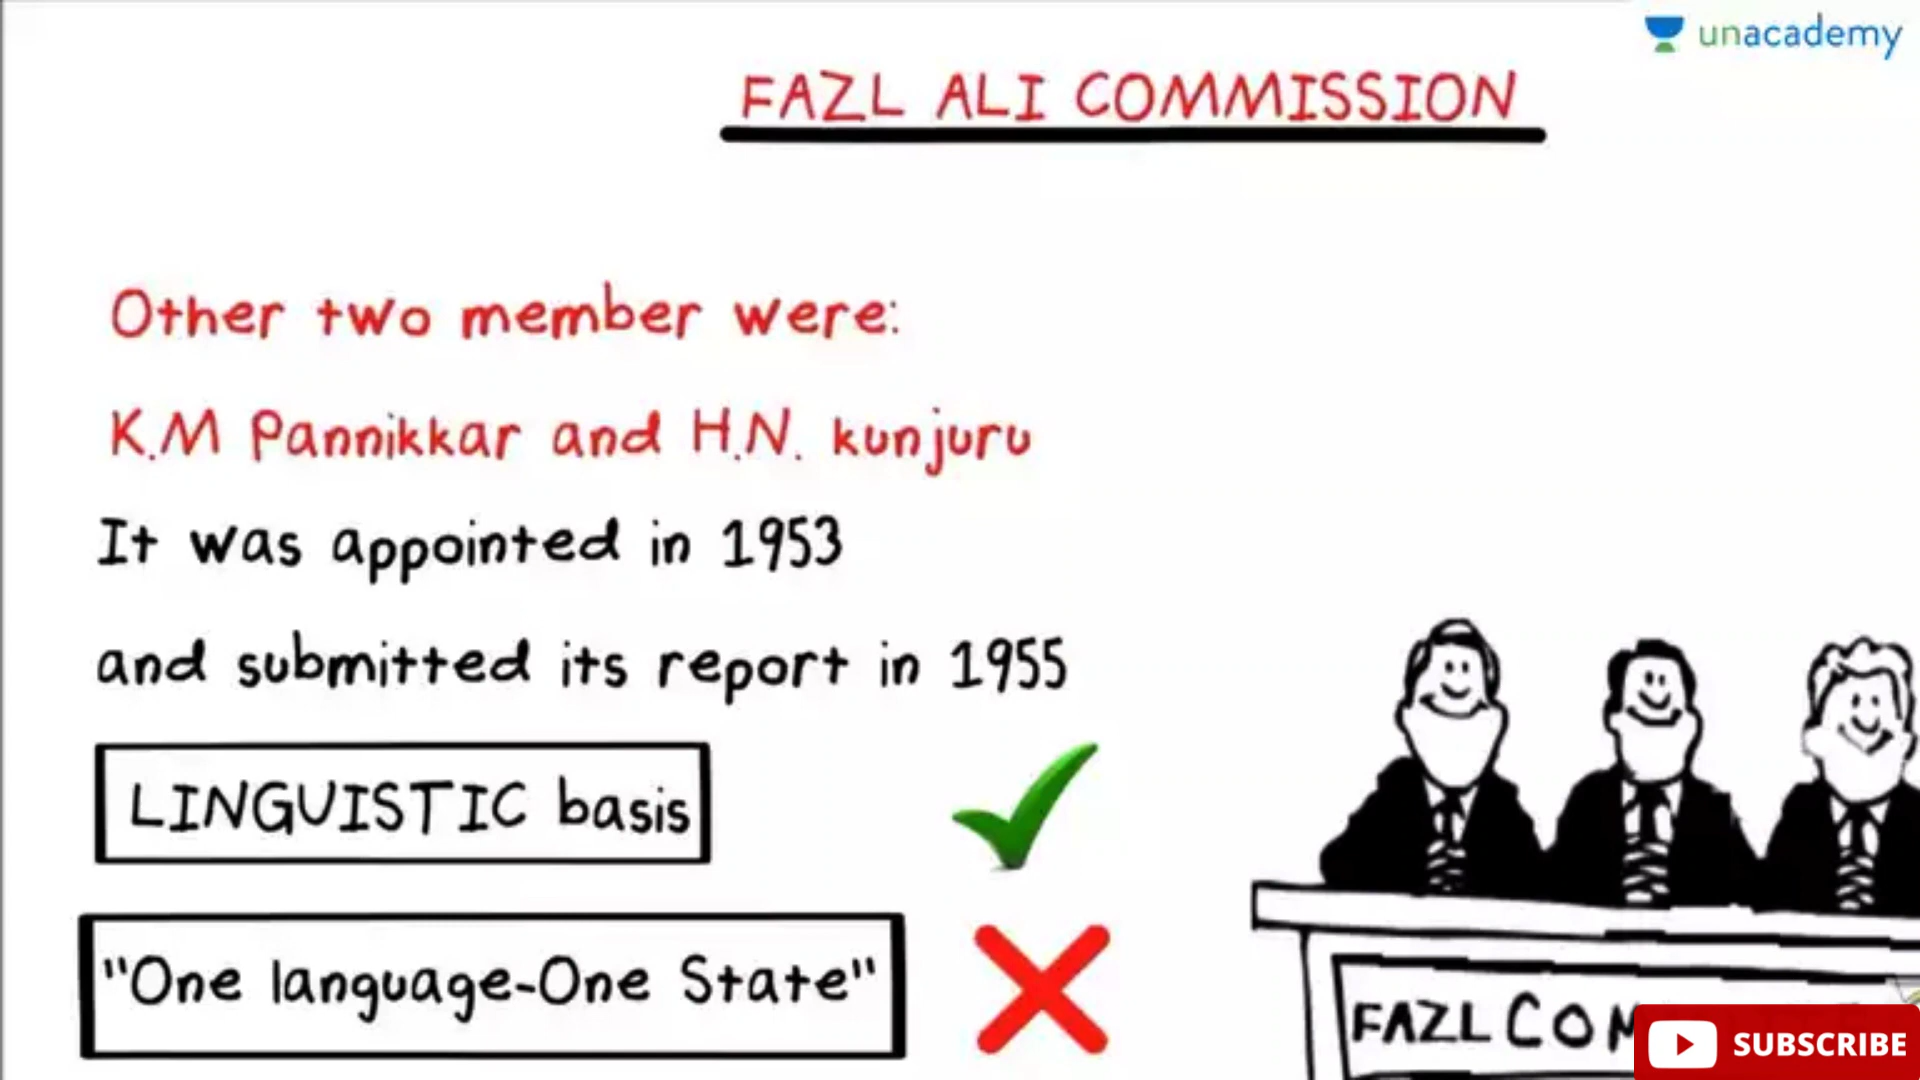 unacademy
FAZL ALI COMMISSION
Other two member were:
K.M Pannikkar and H.N. kunjuru
It was appointed in 1953
and submitted its report in 1955
LINGUISTIC basis
"One language-One State"
FAZL COM
SUBSCRIBE